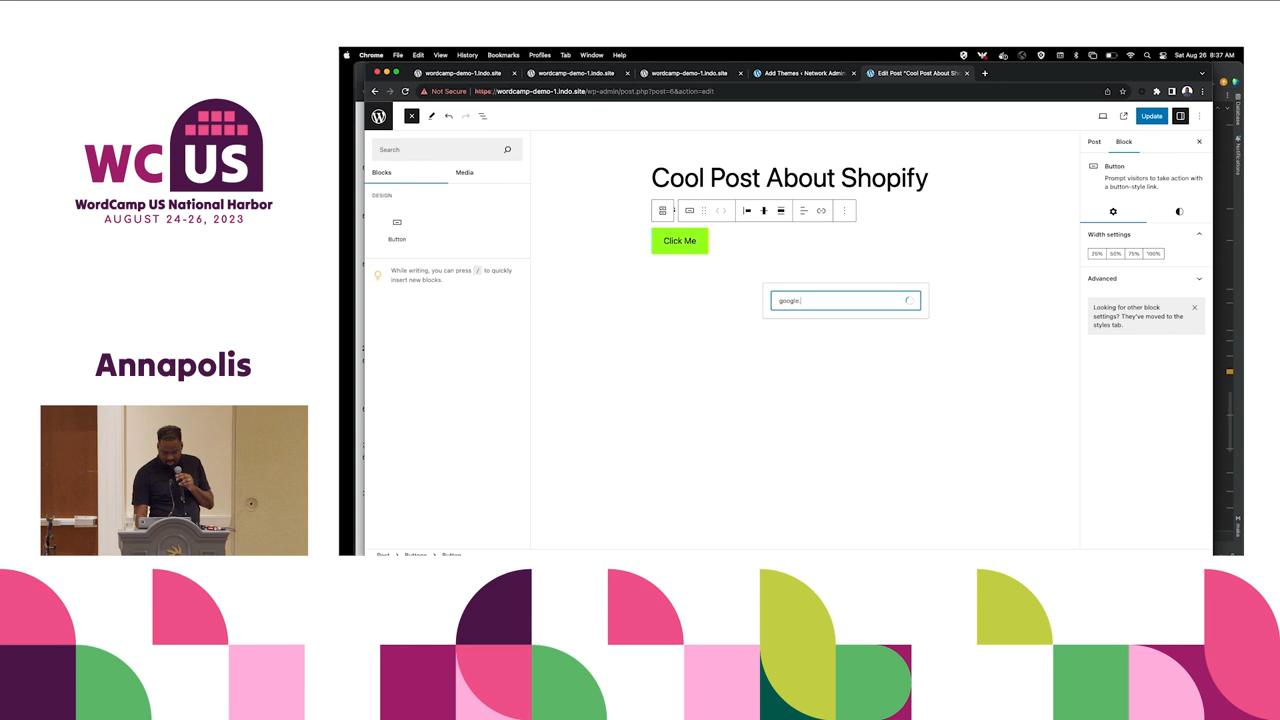 WC US
WordCamp US National Harbor
AUGUST 24-26, 2023
Annapolis
Chrome File Edit View History Bookmarks Profiles Tab Window Help
Sat Aug 26 8:37 AM
wordcamp-demo-1.indo.site
wordcamp-demo-1.indo.site
wordcamp-demo-1.indo.site
Add Themes ‹ Network Admin
Edit Post "Cool Post About Sh
Not Secure https://wordcamp-demo-1.indo.site/wp-admin/post.php?post=6&action=edit
Update
Search
Blocks Media
DESIGN
Button
While writing, you can press / to quickly
insert new blocks.
Cool Post About Shopify
Click Me
google.
Post Block
Button
Prompt visitors to take action with
a button-style link.
Width settings
25% 50% 75% 100%
Advanced
Looking for other block
settings? They've moved to the
styles tab.
Post > Buttons > Button
Database
Notifications